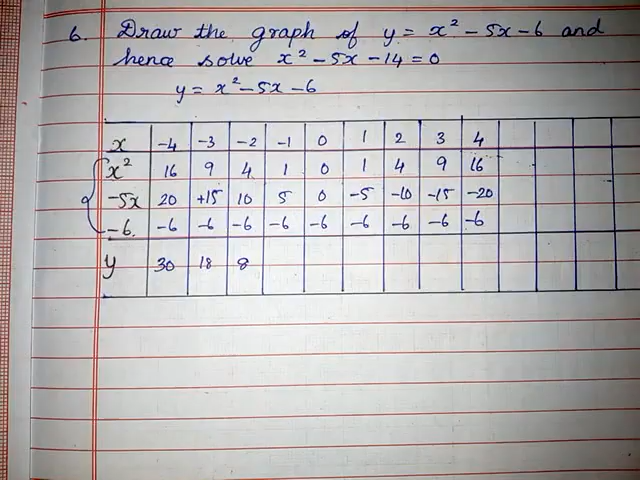 6. Draw the graph of y = x² - 5x - 6 and
hence solve x² - 5x - 14 = 0
y = x² - 5x - 6
x -4 -3 -2 -1 0 1 2 3 4
x² 16 9 4 1 0 1 4 9 16
-5x 20 +15 10 5 0 -5 -10 -15 -20
-6 -6 -6 -6 -6 -6 -6 -6 -6 -6
y 30 18 8